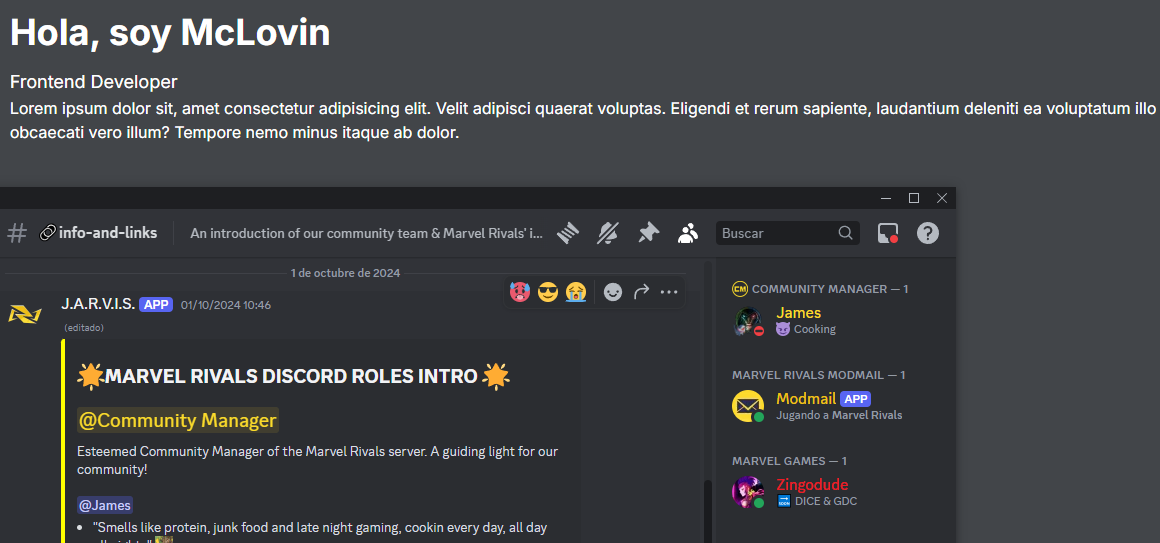 Hola, soy McLovin
Frontend Developer
Lorem ipsum dolor sit, amet consectetur adipisicing elit. Velit adipisci quaerat voluptas. Eligendi et rerum sapiente, laudantium deleniti ea voluptatum illo
obcaecati vero illum? Tempore nemo minus itaque ab dolor.
# info-and-links
An introduction of our community team & Marvel Rivals' i...
Buscar
1 de octubre de 2024
J.A.R.V.I.S. APP 01/10/2024 10:46
(editado)
MARVEL RIVALS DISCORD ROLES INTRO
@Community Manager
Esteemed Community Manager of the Marvel Rivals server. A guiding light for our
community!
@James
• "Smells like protein, junk food and late night gaming, cookin every day, all day
CM COMMUNITY MANAGER — 1
James
Cooking
MARVEL RIVALS MODMAIL — 1
Modmail APP
Jugando a Marvel Rivals
MARVEL GAMES — 1
Zingodude
SOON DICE & GDC